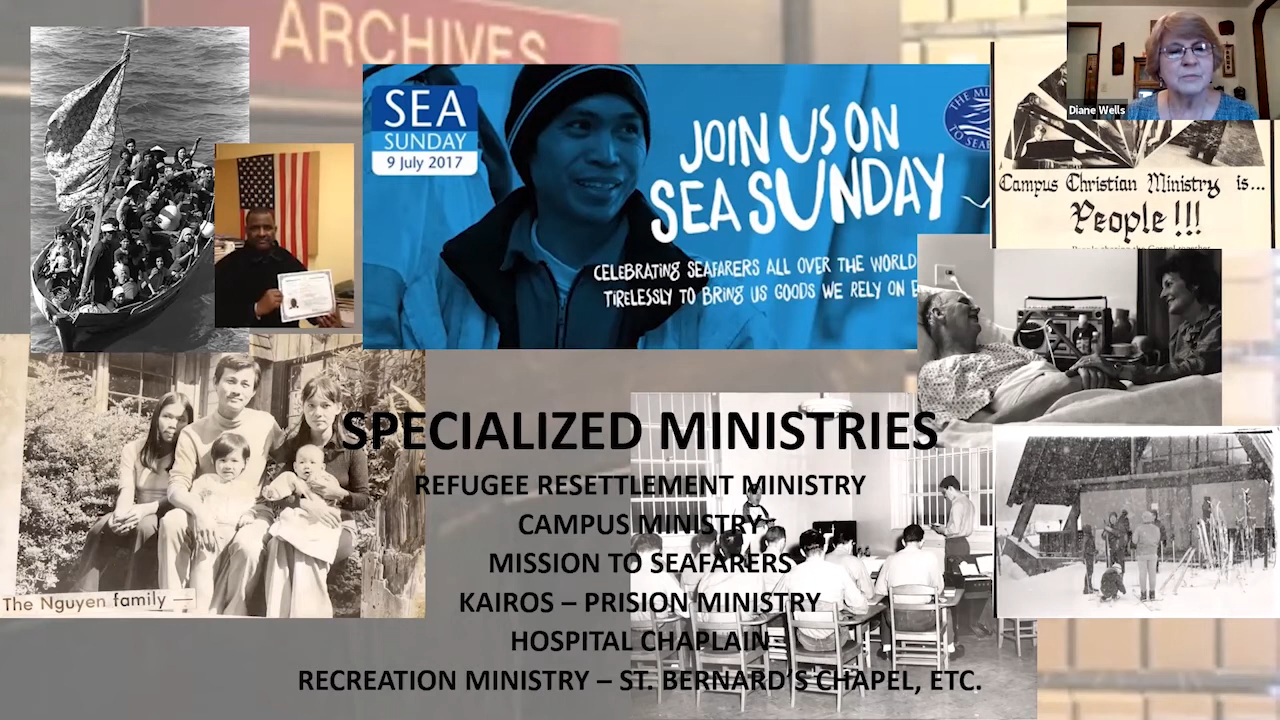 ARCHIVES
SEA
SUNDAY
9 July 2017
JOIN US ON
SEA SUNDAY
CELEBRATING SEAFARERS ALL OVER THE WORLD
TIRELESSLY TO BRING US GOODS WE RELY ON
THE
TO
Diane Wells
Campus Christian Ministry is...
People!!!
SPECIALIZED MINISTRIES
REFUGEE RESETTLEMENT MINISTRY
CAMPUS MINISTRY
MISSION TO SEAFARERS
KAIROS – PRISION MINISTRY
HOSPITAL CHAPLAIN
RECREATION MINISTRY – ST. BERNARD'S CHAPEL, ETC.
The Nguyen family —